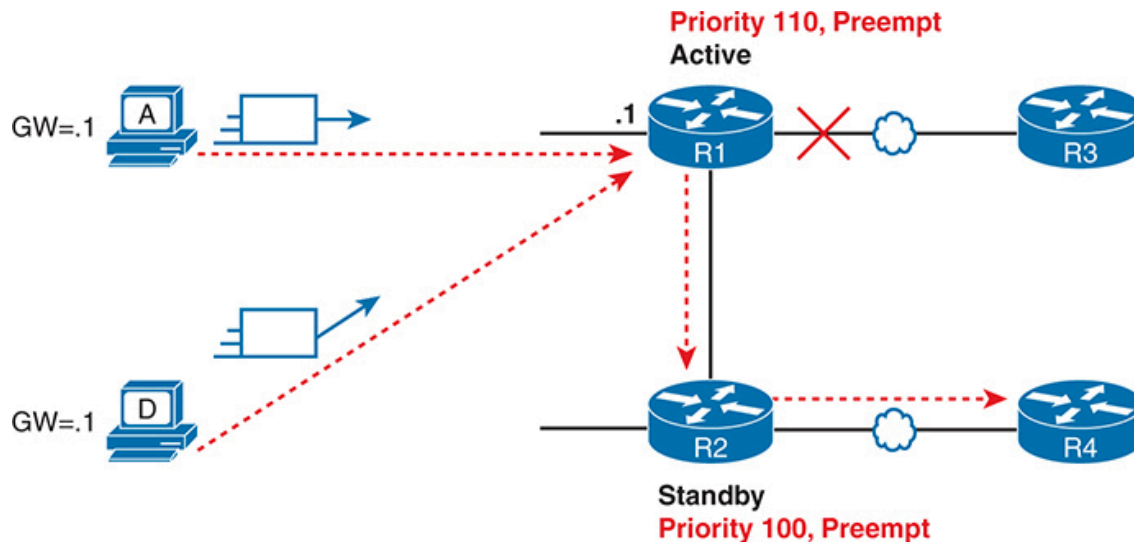 Priority 110, Preempt
Active
GW=.1
A
.1
R1
R3
GW=.1
D
R2
R4
Standby
Priority 100, Preempt